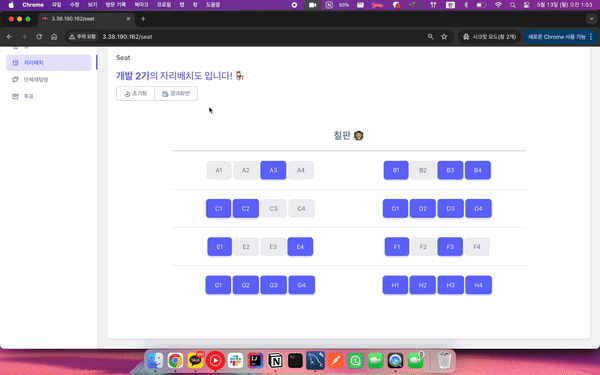 Chrome 파일 수정 보기 방문 기록 북마크 프로필 탭 창 도움말
50%
5월 13일 (월) 오전 1:53
3.38.190.162/seat
주의 요함 3.38.190.162/seat
시크릿 모드(창 2개)
새로운 Chrome 사용 가능
홈
자리배치
단체채팅방
투표
Seat
개발 2기의 자리배치도 입니다!
초기화 결과화면
칠판
A1 A2 A3 A4 B1 B2 B3 B4
C1 C2 C3 C4 D1 D2 D3 D4
E1 E2 E3 E4 F1 F2 F3 F4
G1 G2 G3 G4 H1 H2 H3 H4